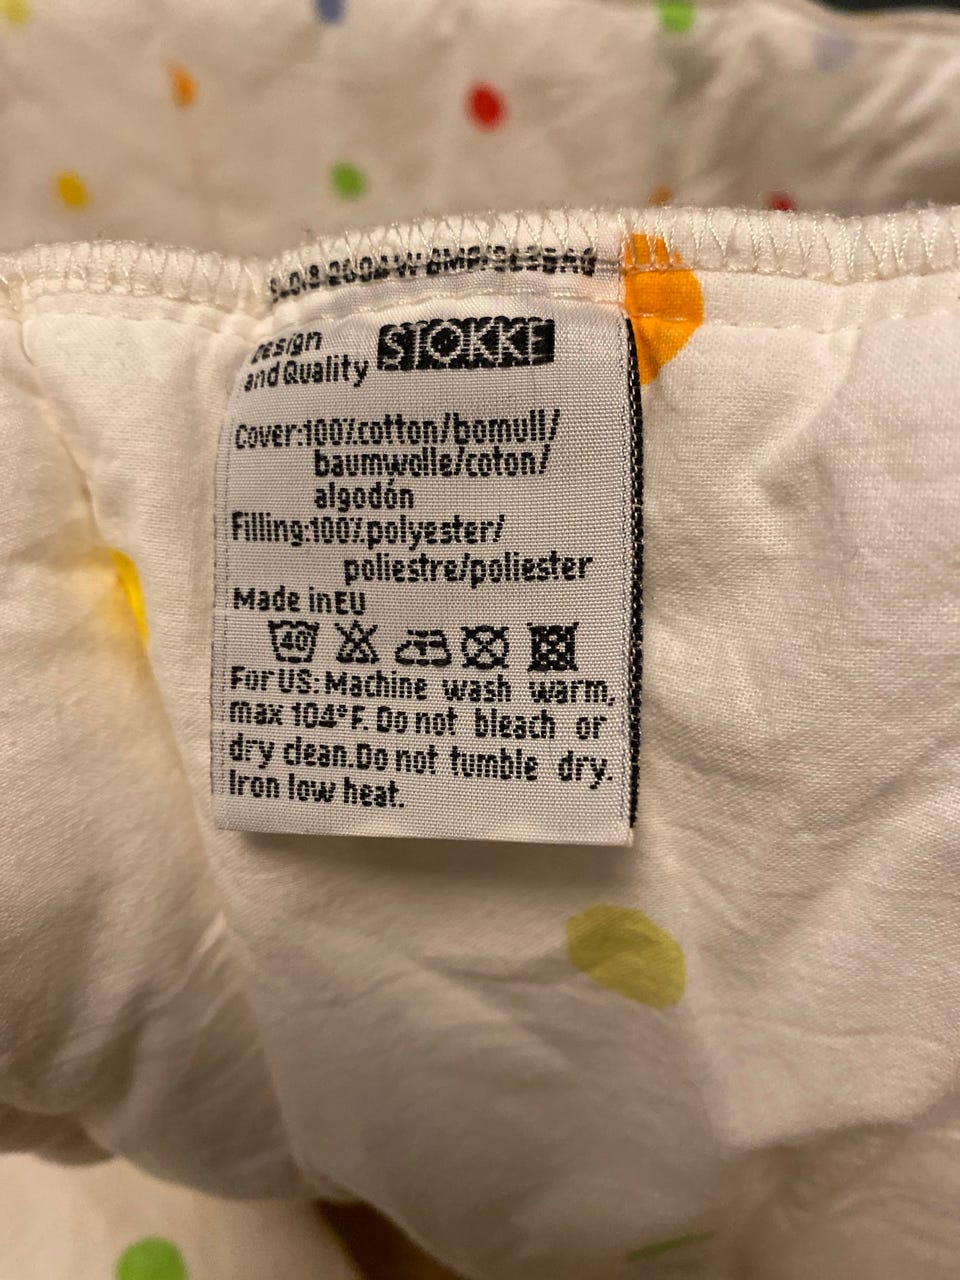 Design
and Quality STOKKE
Cover:100%cotton/bomull/
baumwolle/coton/
algodón
Filling:100%polyester/
poliestre/poliester
Made in EU
40
For US: Machine wash warm,
max 104° F. Do not bleach or
dry clean.Do not tumble dry.
Iron low heat.